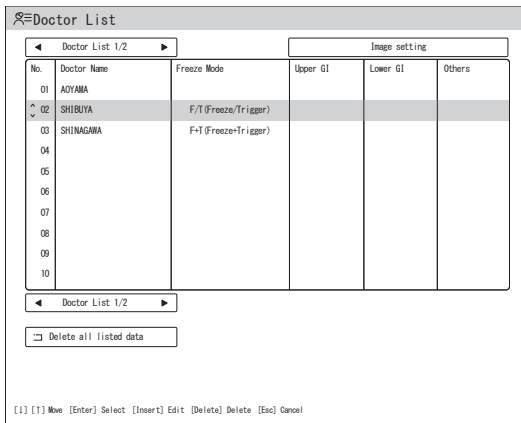 Doctor List
◀ Doctor List 1/2 ▶ Image setting
No. Doctor Name Freeze Mode Upper GI Lower GI Others
01 AOYAMA
02 SHIBUYA F/T(Freeze/Trigger)
03 SHINAGAWA F+T(Freeze+Trigger)
04
05
06
07
08
09
10
◀ Doctor List 1/2 ▶
Delete all listed data
[↓] [↑] Move [Enter] Select [Insert] Edit [Delete] Delete [Esc] Cancel